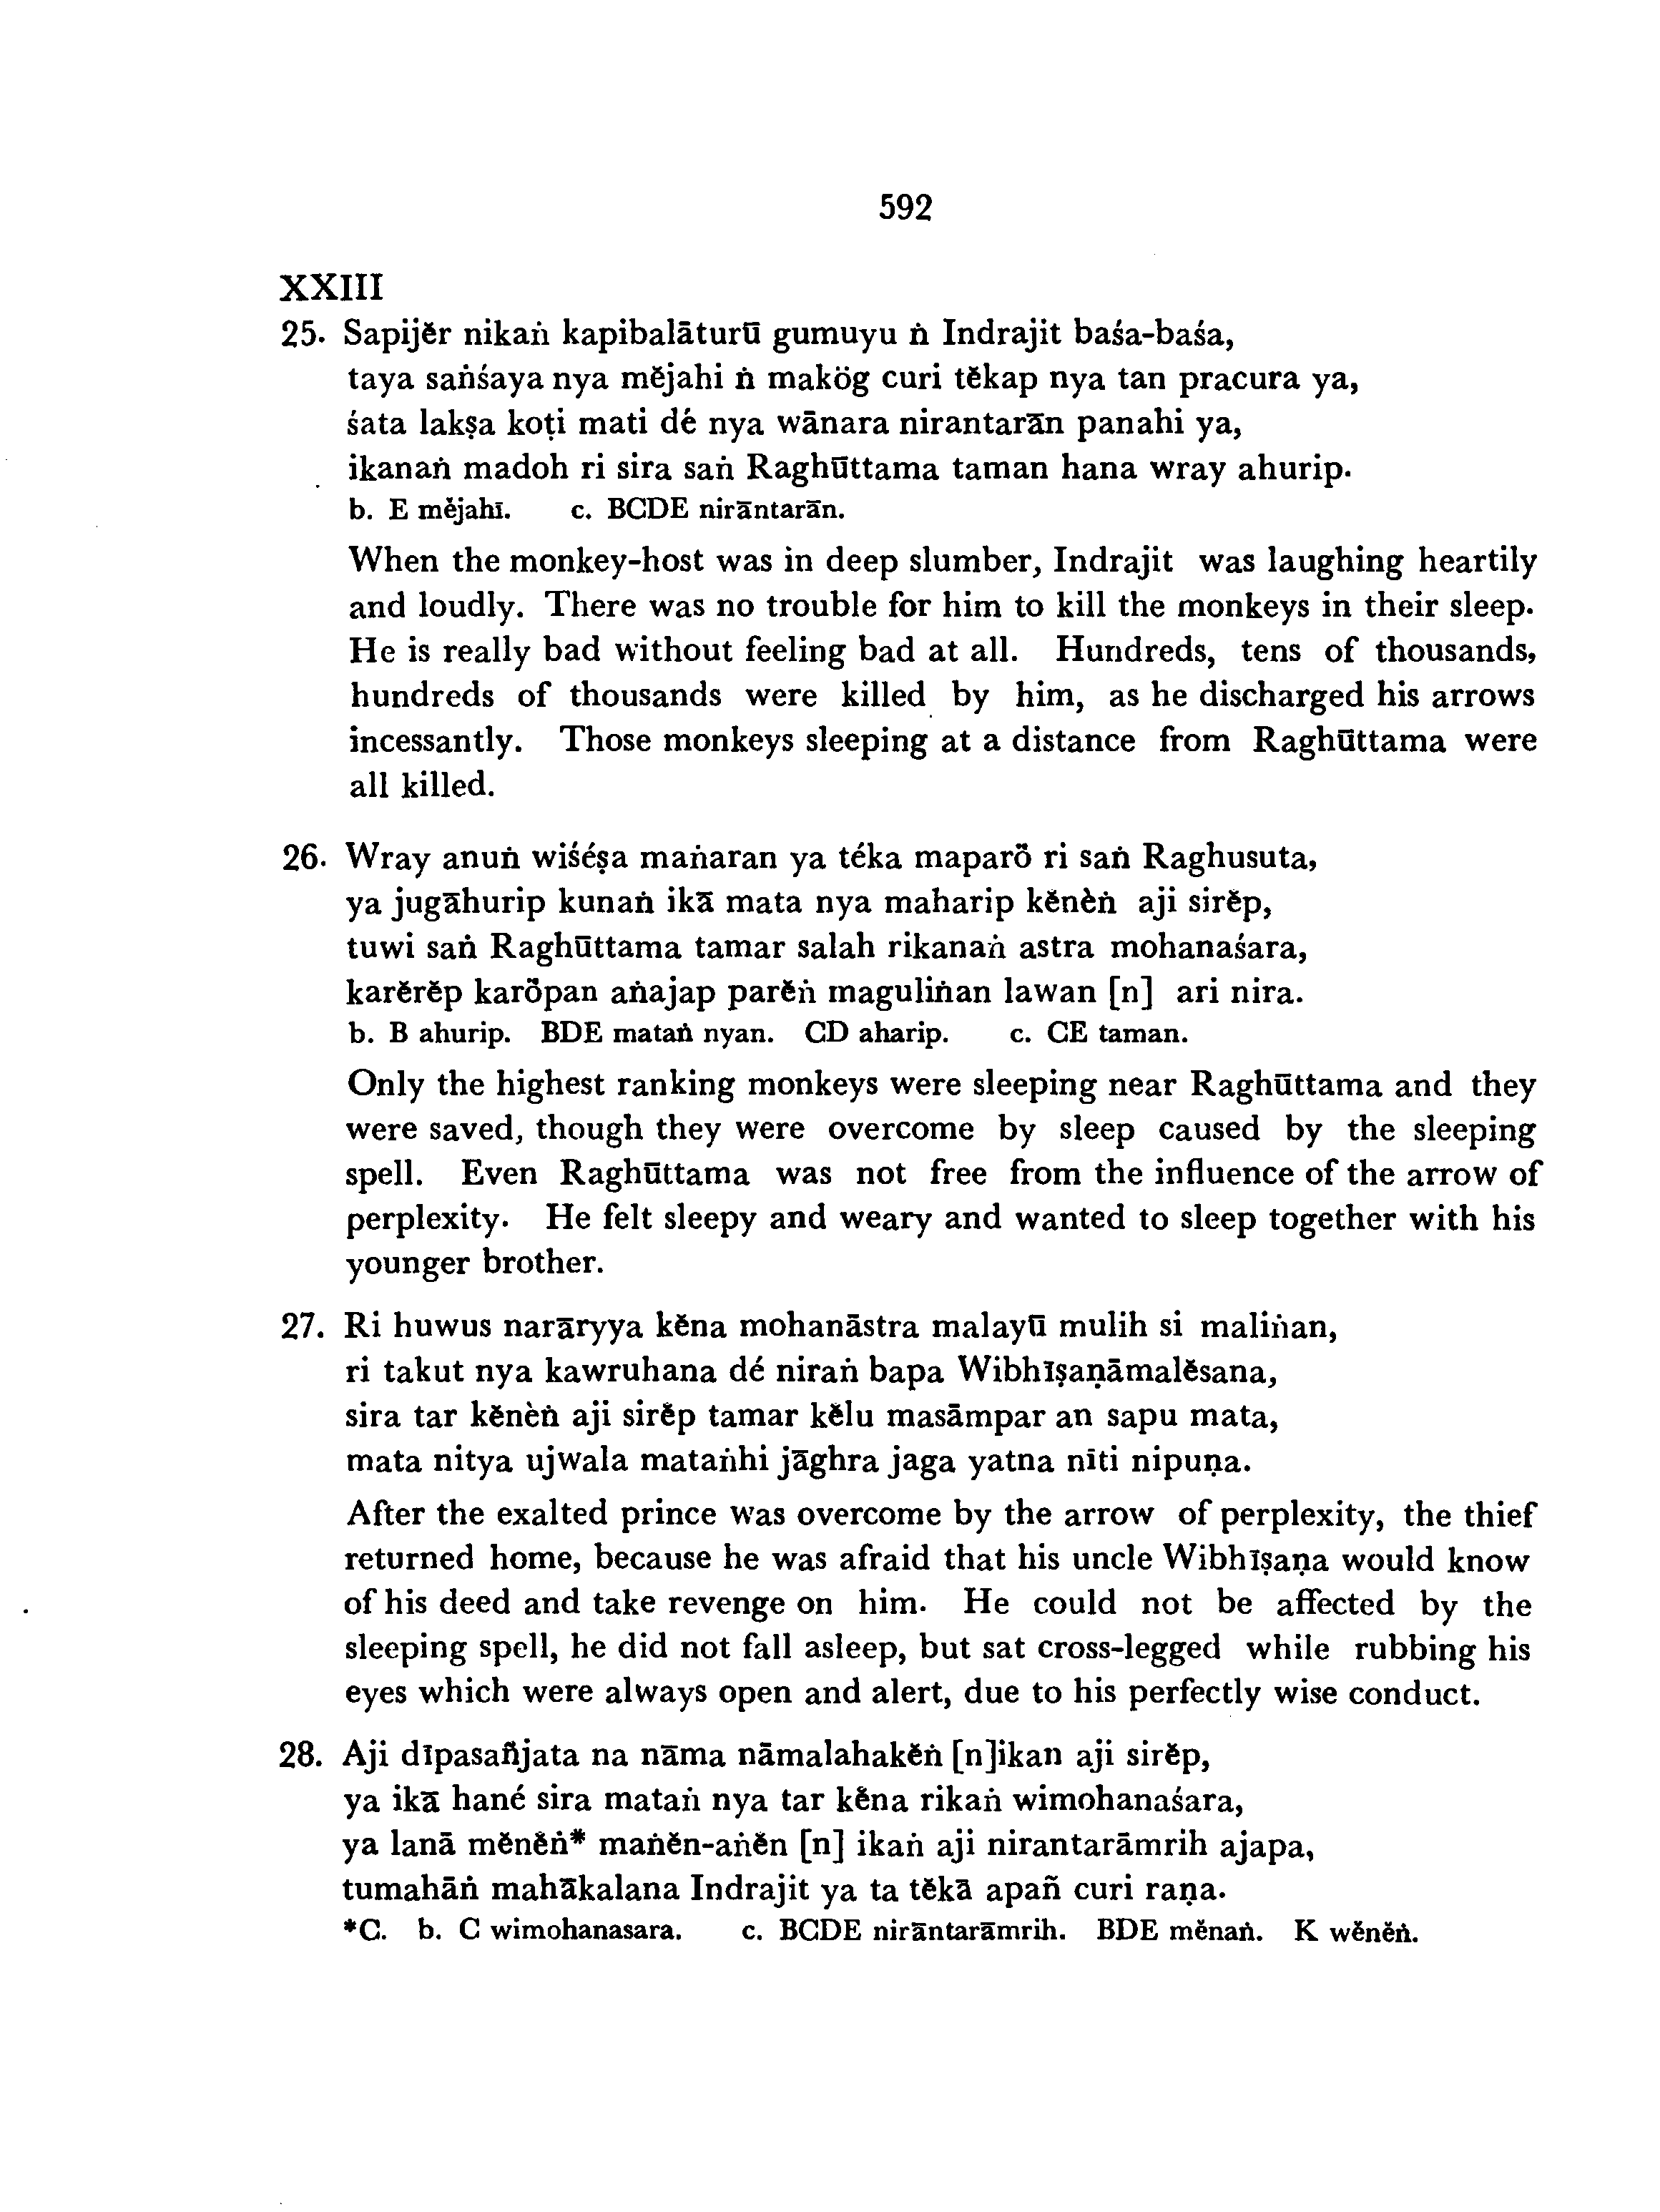 592
XXIII
25. Sapijĕr nikaṅ kapibalāturū gumuyu ṅ Indrajit baśa-baśa,
taya saṅśaya nya mĕjahi ṅ makög curi tĕkap nya tan pracura ya,
śata lakṣa koṭi mati dé nya wānara nirantarān panahi ya,
ikanaṅ madoh ri sira saṅ Raghūttama taman hana wray ahurip.
b. E mĕjahī. c. BCDE nirāntarān.
When the monkey-host was in deep slumber, Indrajit was laughing heartily
and loudly. There was no trouble for him to kill the monkeys in their sleep.
He is really bad without feeling bad at all. Hundreds, tens of thousands,
hundreds of thousands were killed by him, as he discharged his arrows
incessantly. Those monkeys sleeping at a distance from Raghūttama were
all killed.
26. Wray anuṅ wiśéṣa maṅaran ya téka maparö ri saṅ Raghusuta,
ya jugāhurip kunaṅ ikā mata nya maharip kĕnèṅ aji sirĕp,
tuwi saṅ Raghūttama tamar salah rikanaṅ astra mohanaśara,
karĕrĕp karöpan aṅajap parĕṅ maguliṅan lawan [n] ari nira.
b. B ahurip. BDE mataṅ nyan. CD aharip. c. CE taman.
Only the highest ranking monkeys were sleeping near Raghūttama and they
were saved, though they were overcome by sleep caused by the sleeping
spell. Even Raghūttama was not free from the influence of the arrow of
perplexity. He felt sleepy and weary and wanted to sleep together with his
younger brother.
27. Ri huwus narāryya kĕna mohanāstra malayū mulih si maliṅan,
ri takut nya kawruhana dé niraṅ bapa Wibhīṣaṇāmalĕsana,
sira tar kĕnèṅ aji sirĕp tamar kĕlu masāmpar an sapu mata,
mata nitya ujwala mataṅhi jāghra jaga yatna nīti nipuṇa.
After the exalted prince was overcome by the arrow of perplexity, the thief
returned home, because he was afraid that his uncle Wibhīṣaṇa would know
of his deed and take revenge on him. He could not be affected by the
sleeping spell, he did not fall asleep, but sat cross-legged while rubbing his
eyes which were always open and alert, due to his perfectly wise conduct.
28. Aji dīpasañjata na nāma nāmalahakĕṅ [n]ikan aji sirĕp,
ya ikā hané sira mataṅ nya tar kĕna rikaṅ wimohanaśara,
ya lanā mĕnĕṅ* maṅĕn-aṅĕn [n] ikaṅ aji nirantarāmrih ajapa,
tumahāṅ mahākalana Indrajit ya ta tĕkā apañ curi raṇa.
*C. b. C wimohanasara. c. BCDE nirāntarāmrih. BDE mĕnaṅ. K wĕnĕṅ.